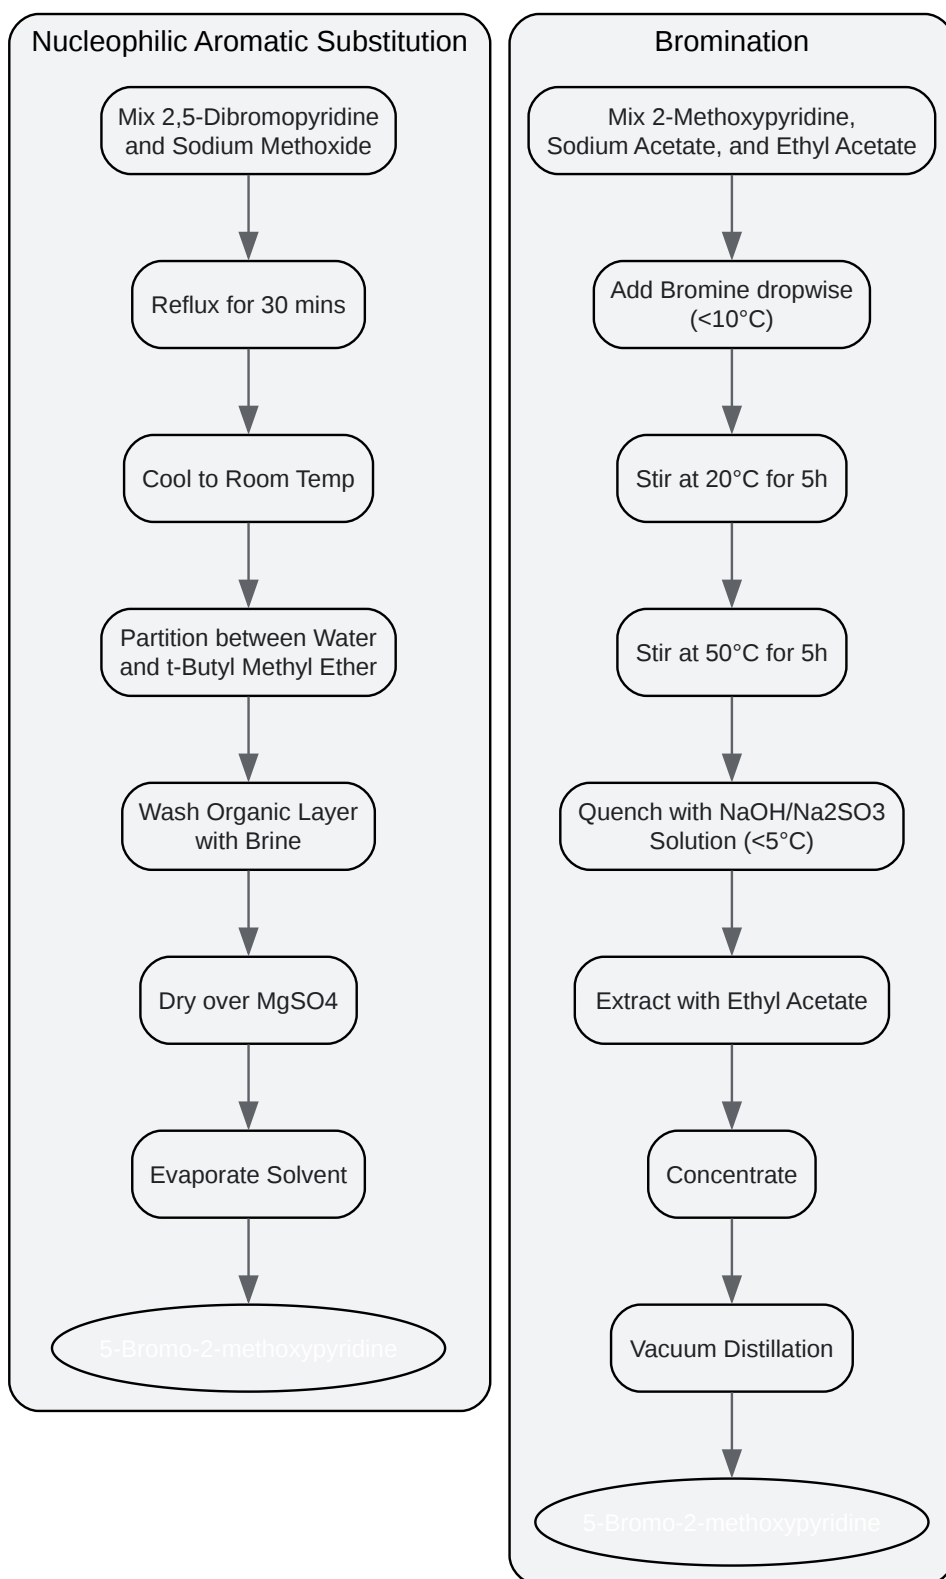 Nucleophilic Aromatic Substitution
Mix 2,5-Dibromopyridine
and Sodium Methoxide
Reflux for 30 mins
Cool to Room Temp
Partition between Water
and t-Butyl Methyl Ether
Wash Organic Layer
with Brine
Dry over MgSO4
Evaporate Solvent
5-Bromo-2-methoxypyridine
Bromination
Mix 2-Methoxypyridine,
Sodium Acetate, and Ethyl Acetate
Add Bromine dropwise
(<10°C)
Stir at 20°C for 5h
Stir at 50°C for 5h
Quench with NaOH/Na2SO3
Solution (<5°C)
Extract with Ethyl Acetate
Concentrate
Vacuum Distillation
5-Bromo-2-methoxypyridine